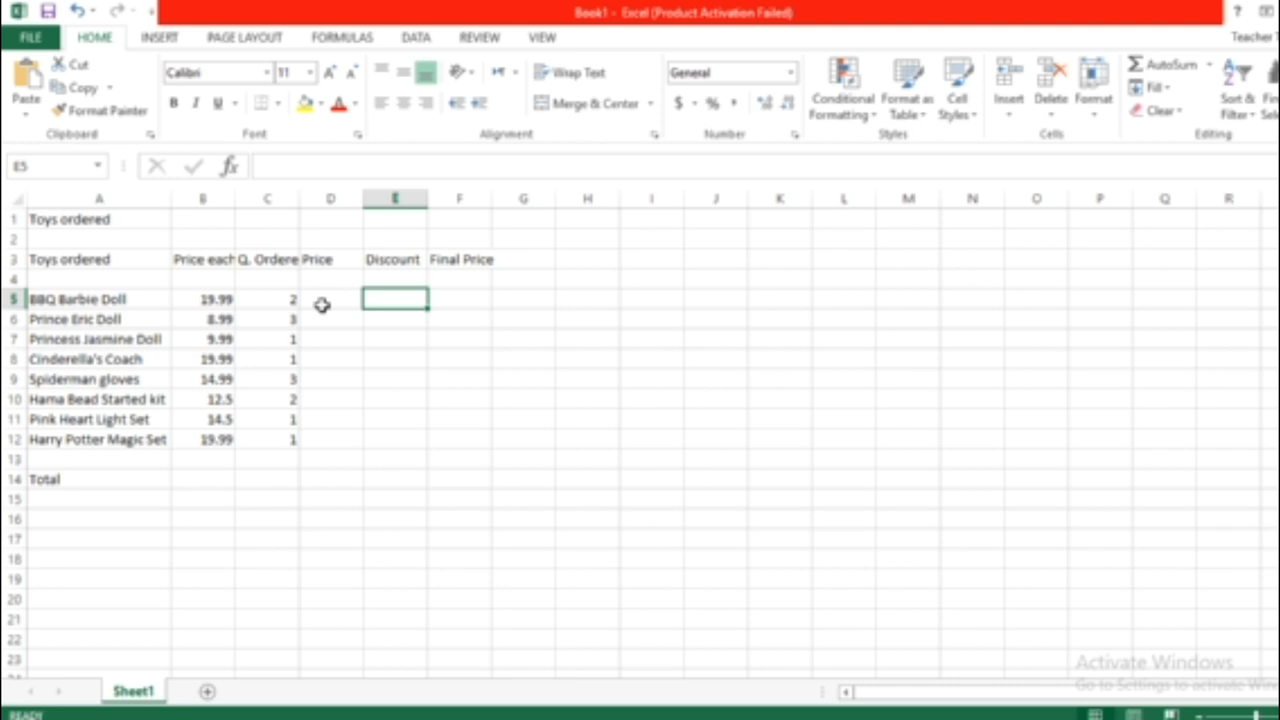 Book1 - Excel (Product Activation Failed)
?
FILE HOME INSERT PAGE LAYOUT FORMULAS DATA REVIEW VIEW Teacher
Cut
Copy
Format Painter
Paste
Clipboard
Calibri 11
B I U
Font
Wrap Text
Merge & Center
Alignment
General
$ %
Number
Conditional Formatting
Format as Table
Cell Styles
Styles
Insert Delete Format
Cells
AutoSum
Fill
Clear
Sort & Filter
Editing
E5 fx
A B C D E F G H I J K L M N O P Q R
1 Toys ordered
2
3 Toys ordered Price each Q. Ordere Price Discount Final Price
4
5 BBQ Barbie Doll 19.99 2
6 Prince Eric Doll 8.99 3
7 Princess Jasmine Doll 9.99 1
8 Cinderella's Coach 19.99 1
9 Spiderman gloves 14.99 3
10 Hama Bead Started kit 12.5 2
11 Pink Heart Light Set 14.5 1
12 Harry Potter Magic Set 19.99 1
13
14 Total
15
16
17
18
19
20
21
22
23
Activate Windows
Go to Settings to activate Win
Sheet1
READY